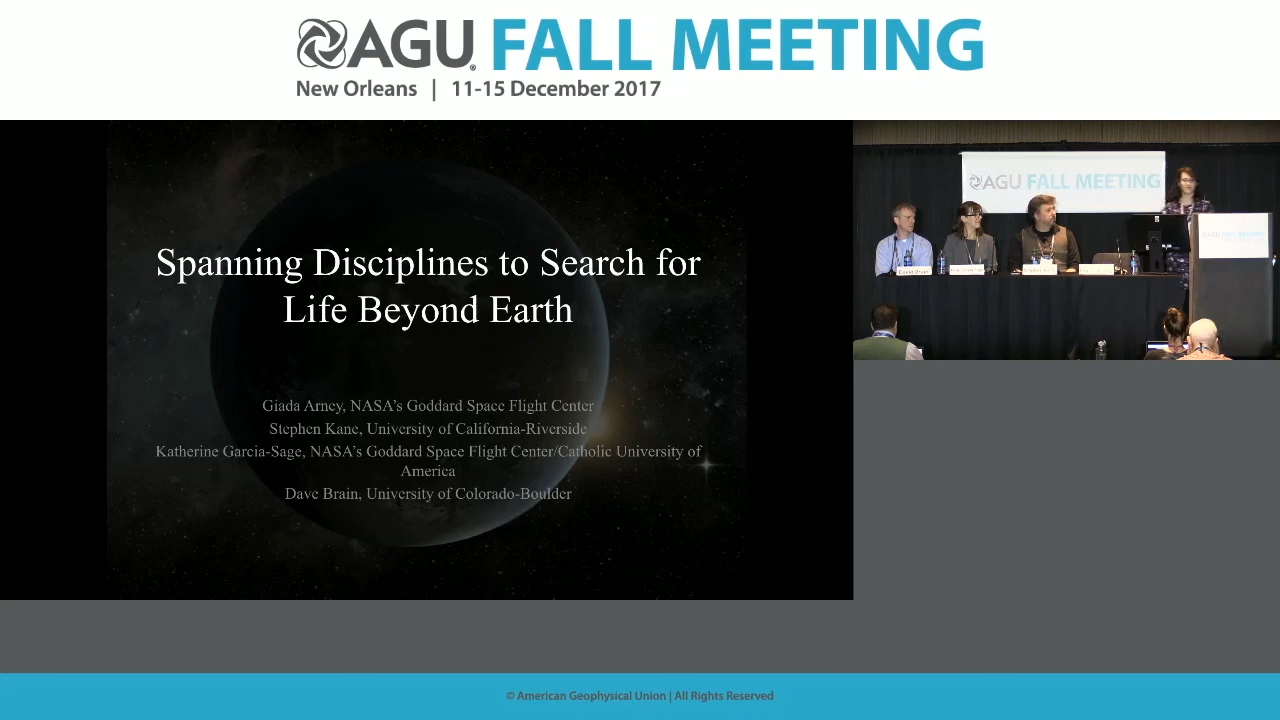 AGU FALL MEETING
New Orleans | 11-15 December 2017
Spanning Disciplines to Search for
Life Beyond Earth
Giada Arney, NASA's Goddard Space Flight Center
Stephen Kane, University of California-Riverside
Katherine Garcia-Sage, NASA's Goddard Space Flight Center/Catholic University of
America
Dave Brain, University of Colorado-Boulder
AGU FALL MEETING
AGU FALL MEETING
© American Geophysical Union | All Rights Reserved